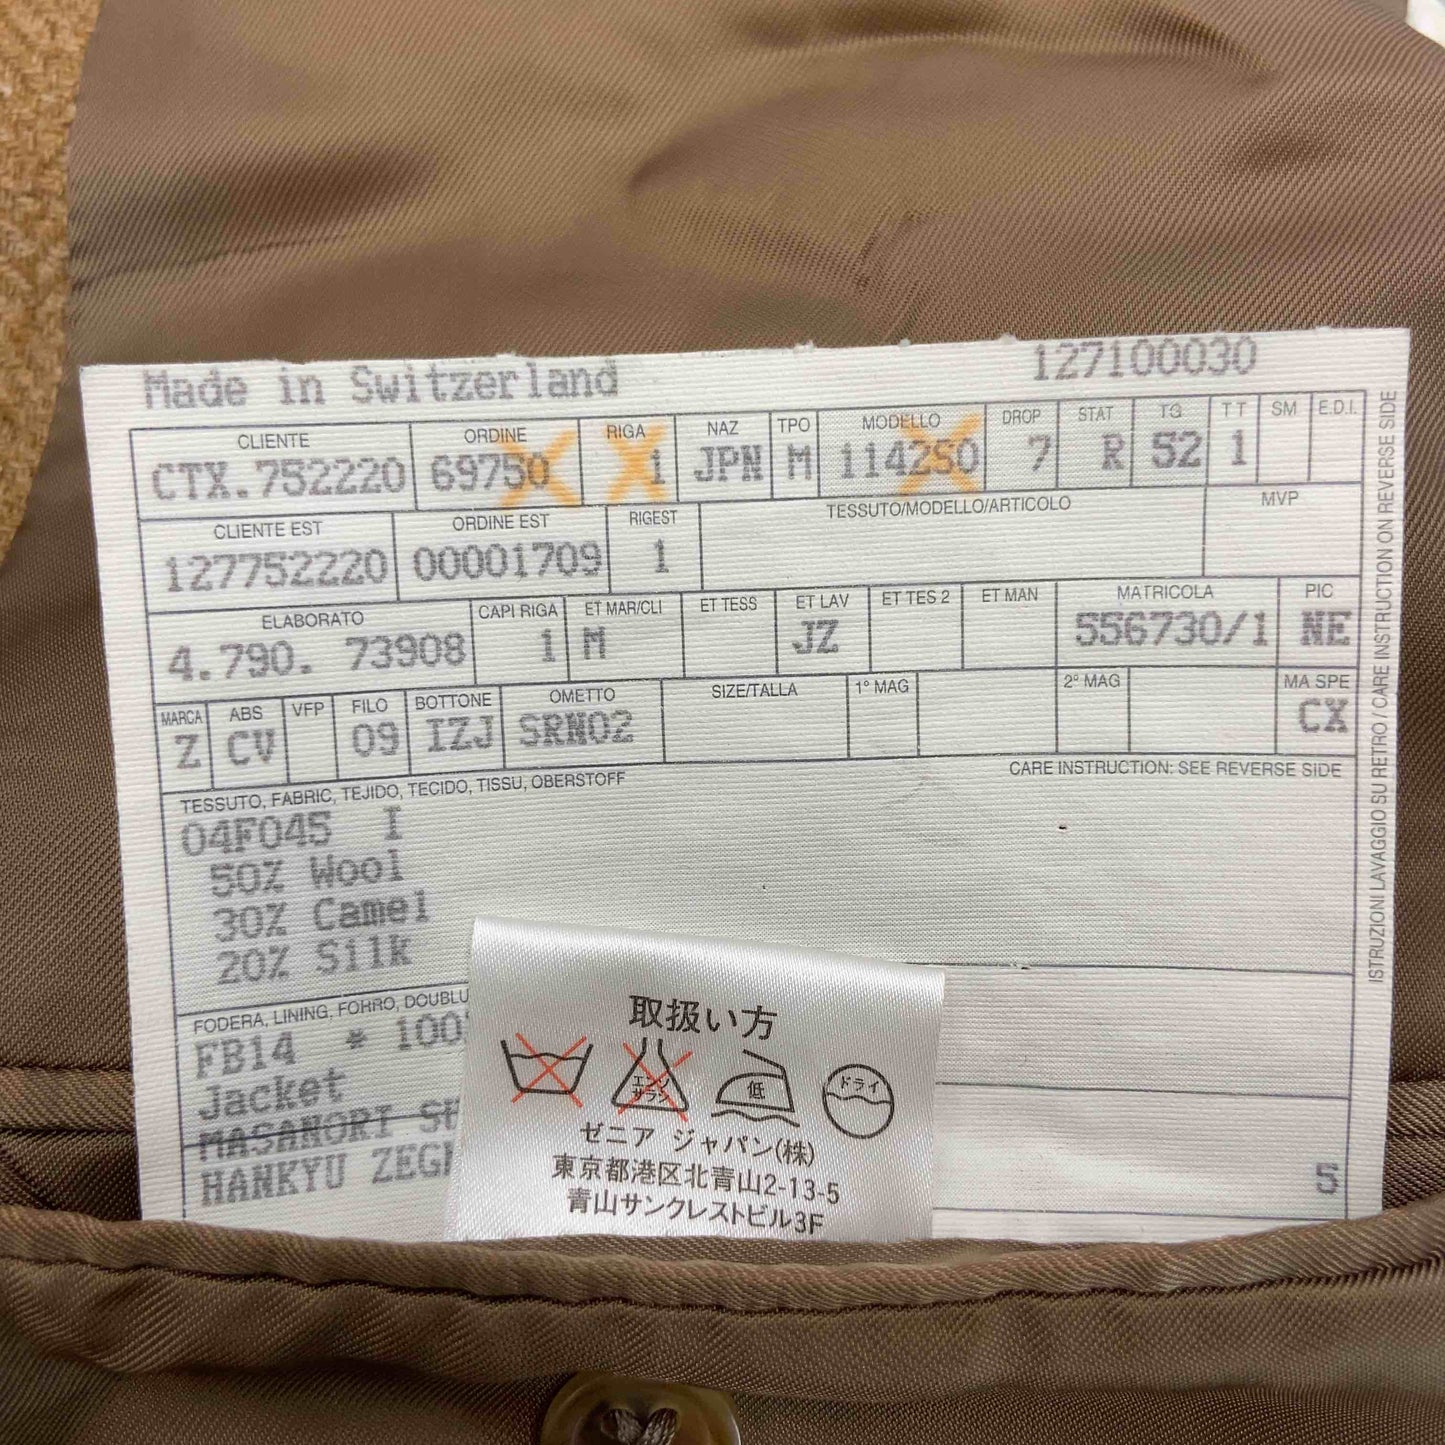 Made in Switzerland 127100030
CLIENTE ORDINE RIGA NAZ TPO MODELLO DROP STAT TG TT SM E.D.I.
CTX.752220 69750 1 JPN M 114250 7 R 52 1
CLIENTE EST ORDINE EST RIGEST TESSUTO/MODELLO/ARTICOLO MVP
127752220 00001709 1
ELABORATO CAPI RIGA ET MAR/CLI ET TESS ET LAV ET TES 2 ET MAN MATRICOLA PIC
4.790. 73908 1 M JZ 556730/1 NE
MARCA ABS VFP FILO BOTTONE OMETTO SIZE/TALLA 1° MAG 2° MAG MA SPE
Z CV 09 IZJ SRN02 CX
TESSUTO, FABRIC, TEJIDO, TECIDO, TISSU, OBERSTOFF CARE INSTRUCTION: SEE REVERSE SIDE
04F045 I
50% Wool
30% Camel
20% Silk
FODERA, LINING, FORRO, DOUBLU
FB14 * 100%
Jacket
MASANORI
HANKYU ZEGN
5
ISTRUZIONI LAVAGGIO SU RETRO / CARE INSTRUCTION ON REVERSE SIDE
取扱い方
エンソ
サラシ
低
ドライ
ゼニア ジャパン(株)
東京都港区北青山2-13-5
青山サンクレストビル3F